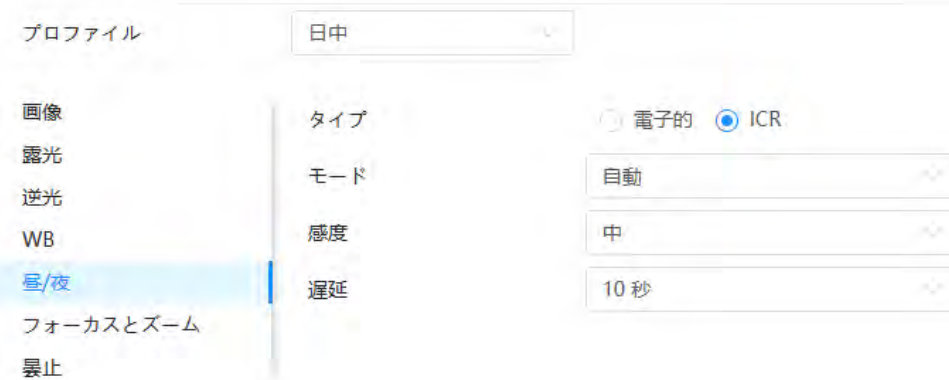 プロファイル 日中
画像
露光
逆光
WB
昼/夜
フォーカスとズーム
曇止
タイプ 電子的 ICR
モード 自動
感度 中
遅延 10 秒